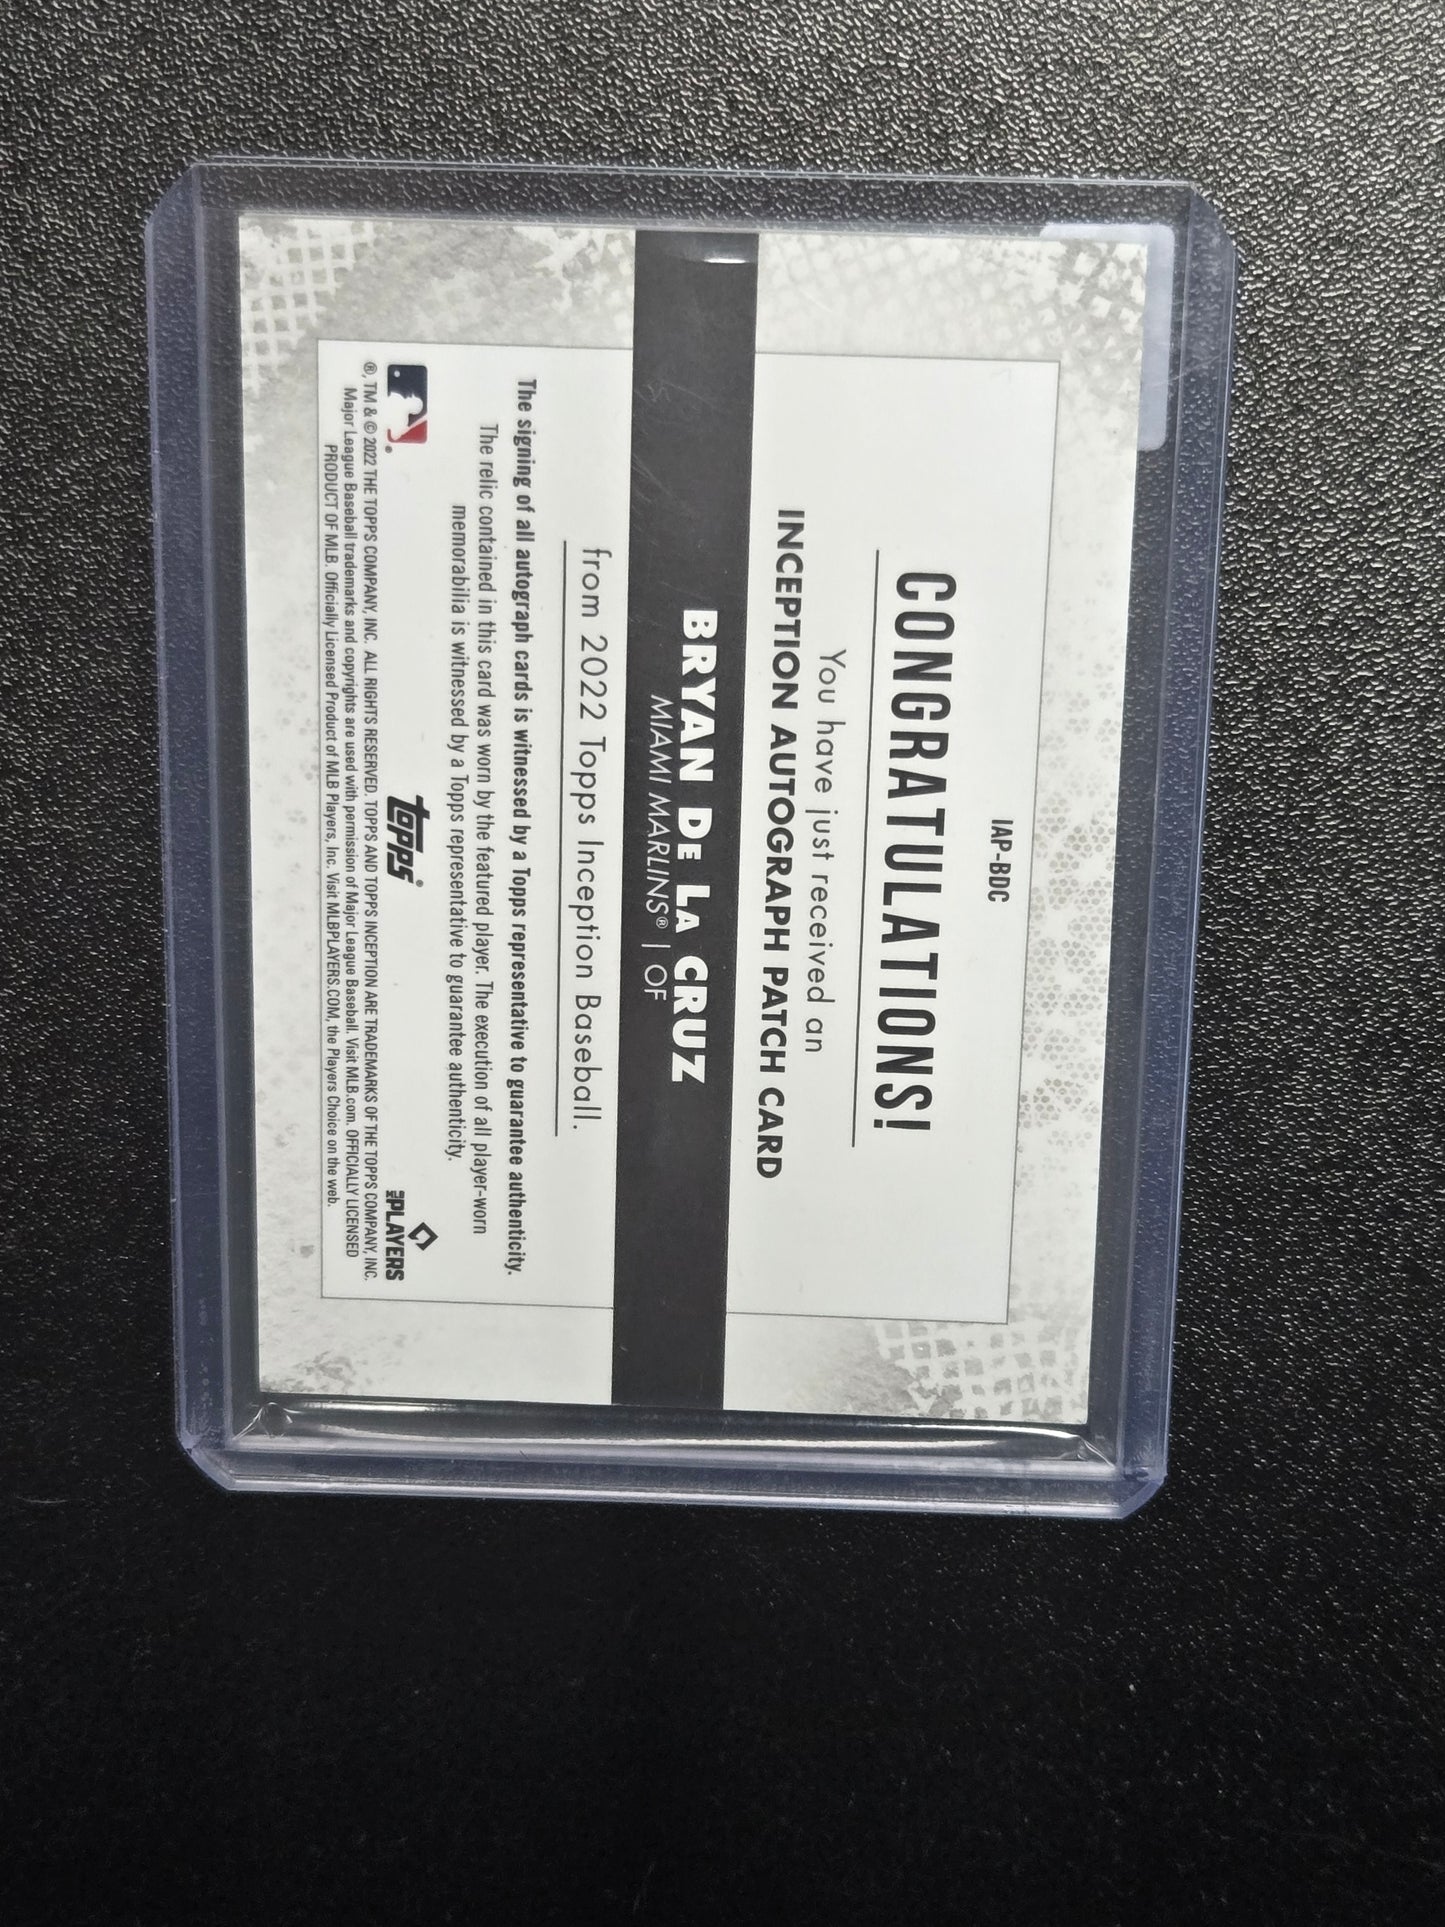 IAP-BDC
CONGRATULATIONS!
You have just received an
INCEPTION AUTOGRAPH PATCH CARD
BRYAN DE LA CRUZ
MIAMI MARLINS® | OF
from 2022 Topps Inception Baseball.
The signing of all autograph cards is witnessed by a Topps representative to guarantee authenticity.
The relic contained in this card was worn by the featured player. The execution of all player-worn
memorabilia is witnessed by a Topps representative to guarantee authenticity.
topps®
MLB PLAYERS
®, TM & © 2022 THE TOPPS COMPANY, INC. ALL RIGHTS RESERVED. TOPPS AND TOPPS INCEPTION ARE TRADEMARKS OF THE TOPPS COMPANY, INC.
Major League Baseball trademarks and copyrights are used with permission of Major League Baseball. Visit MLB.com. OFFICIALLY LICENSED
PRODUCT OF MLB. Officially Licensed Product of MLB Players, Inc. Visit MLBPLAYERS.COM, the Players Choice on the web.